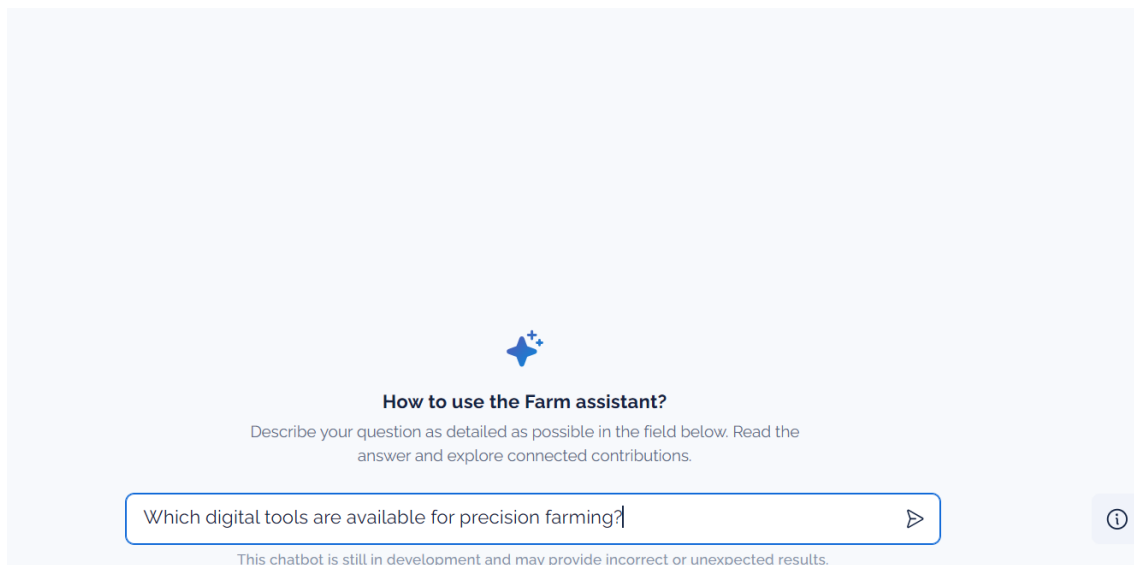 How to use the Farm assistant?
Describe your question as detailed as possible in the field below. Read the
answer and explore connected contributions.
Which digital tools are available for precision farming?
This chatbot is still in development and may provide incorrect or unexpected results.